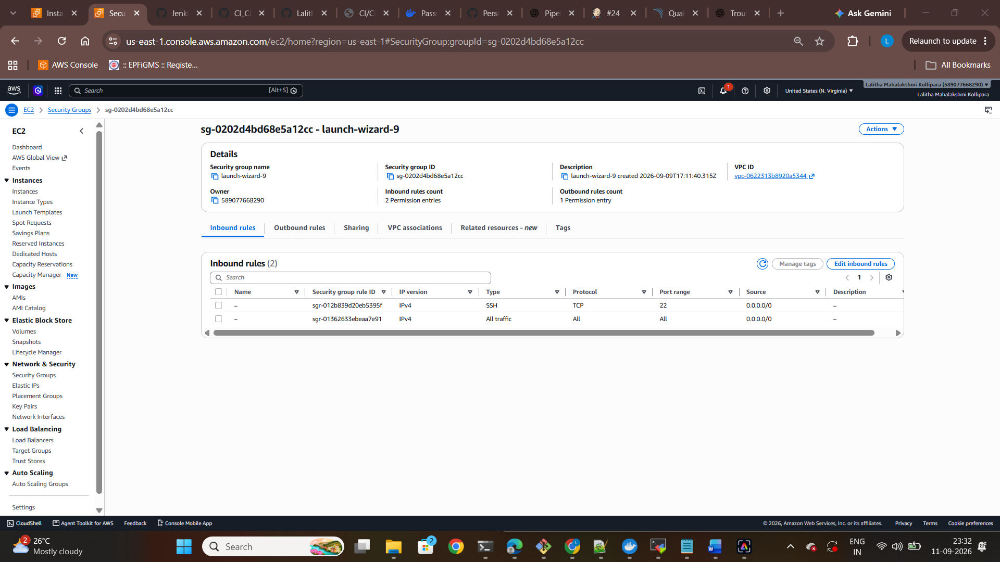 Insta
Secu
Jenki
CI_CI
Lalith
CI/C
Pass
Pers
Pipe
#24
Qual
Trou
Ask Gemini
us-east-1.console.aws.amazon.com/ec2/home?region=us-east-1#SecurityGroup:groupId=sg-0202d4bd68e5a12cc
L
Relaunch to update
AWS Console
:: EPFiGMS :: Registe...
All Bookmarks
aws
Search
[Alt+S]
1
United States (N. Virginia)
Lalitha Mahalakshmi Kollipara (589077668290)
Lalitha Mahalakshmi Kollipara
EC2
Security Groups
sg-0202d4bd68e5a12cc
EC2
Dashboard
AWS Global View
Events
Instances
Instances
Instance Types
Launch Templates
Spot Requests
Savings Plans
Reserved Instances
Dedicated Hosts
Capacity Reservations
Capacity Manager New
Images
AMIs
AMI Catalog
Elastic Block Store
Volumes
Snapshots
Lifecycle Manager
Network & Security
Security Groups
Elastic IPs
Placement Groups
Key Pairs
Network Interfaces
Load Balancing
Load Balancers
Target Groups
Trust Stores
Auto Scaling
Auto Scaling Groups
Settings
sg-0202d4bd68e5a12cc - launch-wizard-9
Actions
Details
Security group name
launch-wizard-9
Security group ID
sg-0202d4bd68e5a12cc
Description
launch-wizard-9 created 2026-09-09T17:11:40.315Z
VPC ID
vpc-0622313b8920a5344
Owner
589077668290
Inbound rules count
2 Permission entries
Outbound rules count
1 Permission entry
Inbound rules
Outbound rules
Sharing
VPC associations
Related resources - new
Tags
Inbound rules (2)
Manage tags
Edit inbound rules
Search
1
Name Security group rule ID IP version Type Protocol Port range Source Description
– sgr-012b839d20eb5395f IPv4 SSH TCP 22 0.0.0.0/0 –
– sgr-01362633ebeaa7e91 IPv4 All traffic All All 0.0.0.0/0 –
CloudShell
Agent Toolkit for AWS
Feedback
Console Mobile App
© 2026, Amazon Web Services, Inc. or its affiliates.
Privacy
Terms
Cookie preferences
2
26°C
Mostly cloudy
Search
2
ENG
IN
23:32
11-09-2026